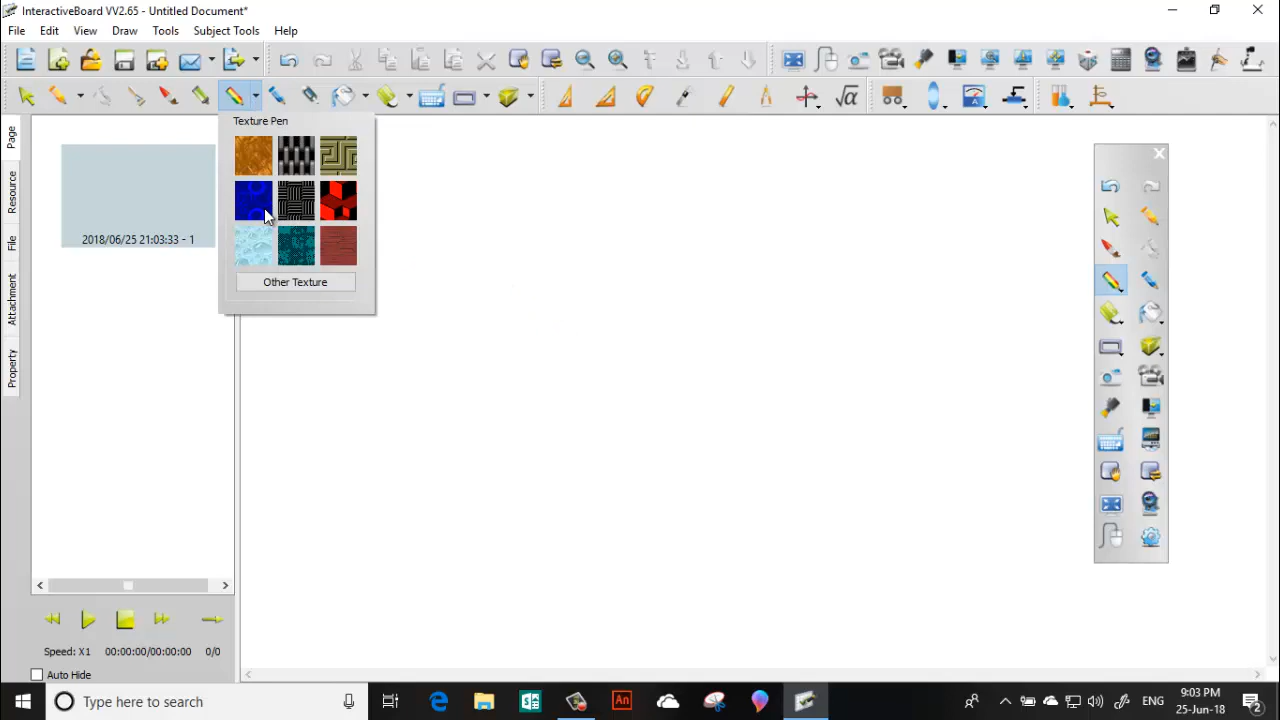 InteractiveBoard VV2.65 - Untitled Document*
File Edit View Draw Tools Subject Tools Help
Texture Pen
Other Texture
Page
Resource
File
Attachment
Property
2018/06/25 21:03:33 - 1
Speed: X1 00:00:00/00:00:00 0/0
Auto Hide
Type here to search
An
ENG
9:03 PM
25-Jun-18
2